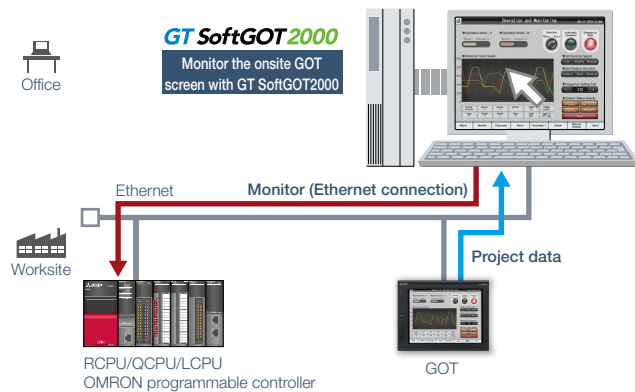 GT SoftGOT2000
Monitor the onsite GOT
screen with GT SoftGOT2000
Office
Operation and Monitoring
Ethernet
Monitor (Ethernet connection)
Worksite
Project data
RCPU/QCPU/LCPU
OMRON programmable controller
GOT